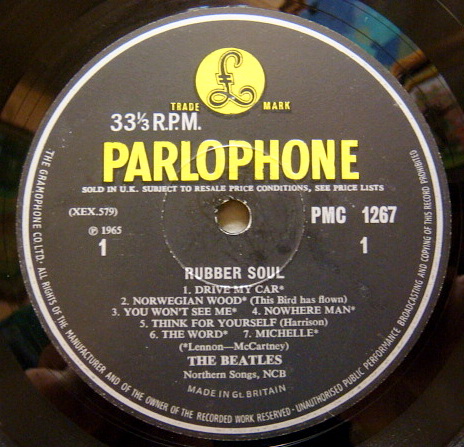 £
TRADE MARK
33⅓ R.P.M.
PARLOPHONE
SOLD IN U.K. SUBJECT TO RESALE PRICE CONDITIONS, SEE PRICE LISTS
(XEX.579)
PMC 1267
℗ 1965
1
1
RUBBER SOUL
1. DRIVE MY CAR*
2. NORWEGIAN WOOD* (This Bird has flown)
3. YOU WON'T SEE ME* 4. NOWHERE MAN*
5. THINK FOR YOURSELF (Harrison)
6. THE WORD* 7. MICHELLE*
(*Lennon—McCartney)
THE BEATLES
Northern Songs, NCB
MADE IN Gt. BRITAIN
THE GRAMOPHONE CO LTD· ALL RIGHTS OF THE MANUFACTURER AND OF THE OWNER OF THE RECORDED WORK RESERVED · UNAUTHORISED PUBLIC PERFORMANCE BROADCASTING AND COPYING OF THIS RECORD PROHIBITED